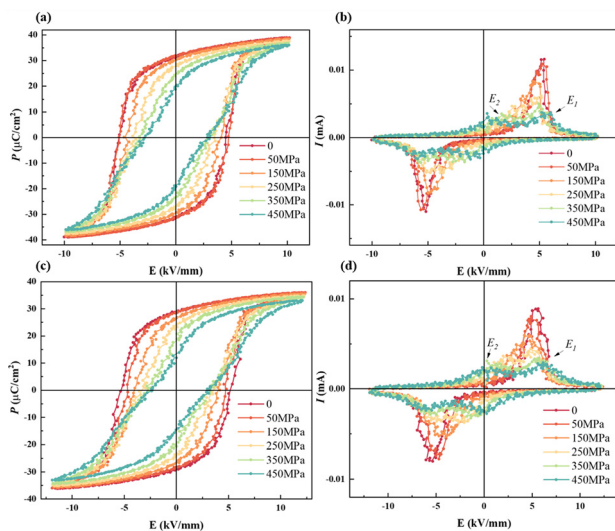 (a)
40
30
20
10
0
-10
-20
-30
-40
P (μC/cm²)
-10 -5 0 5 10
E (kV/mm)
0
50MPa
150MPa
250MPa
350MPa
450MPa
(b)
0.01
0.00
-0.01
I (mA)
E₂
E₁
-10 -5 0 5 10
E (kV/mm)
0
50MPa
150MPa
250MPa
350MPa
450MPa
(c)
40
30
20
10
0
-10
-20
-30
-40
P (μC/cm²)
-10 -5 0 5 10
E (kV/mm)
0
50MPa
150MPa
250MPa
350MPa
450MPa
(d)
0.01
0.00
-0.01
I (mA)
E₂
E₁
-10 -5 0 5 10
E (kV/mm)
0
50MPa
150MPa
250MPa
350MPa
450MPa